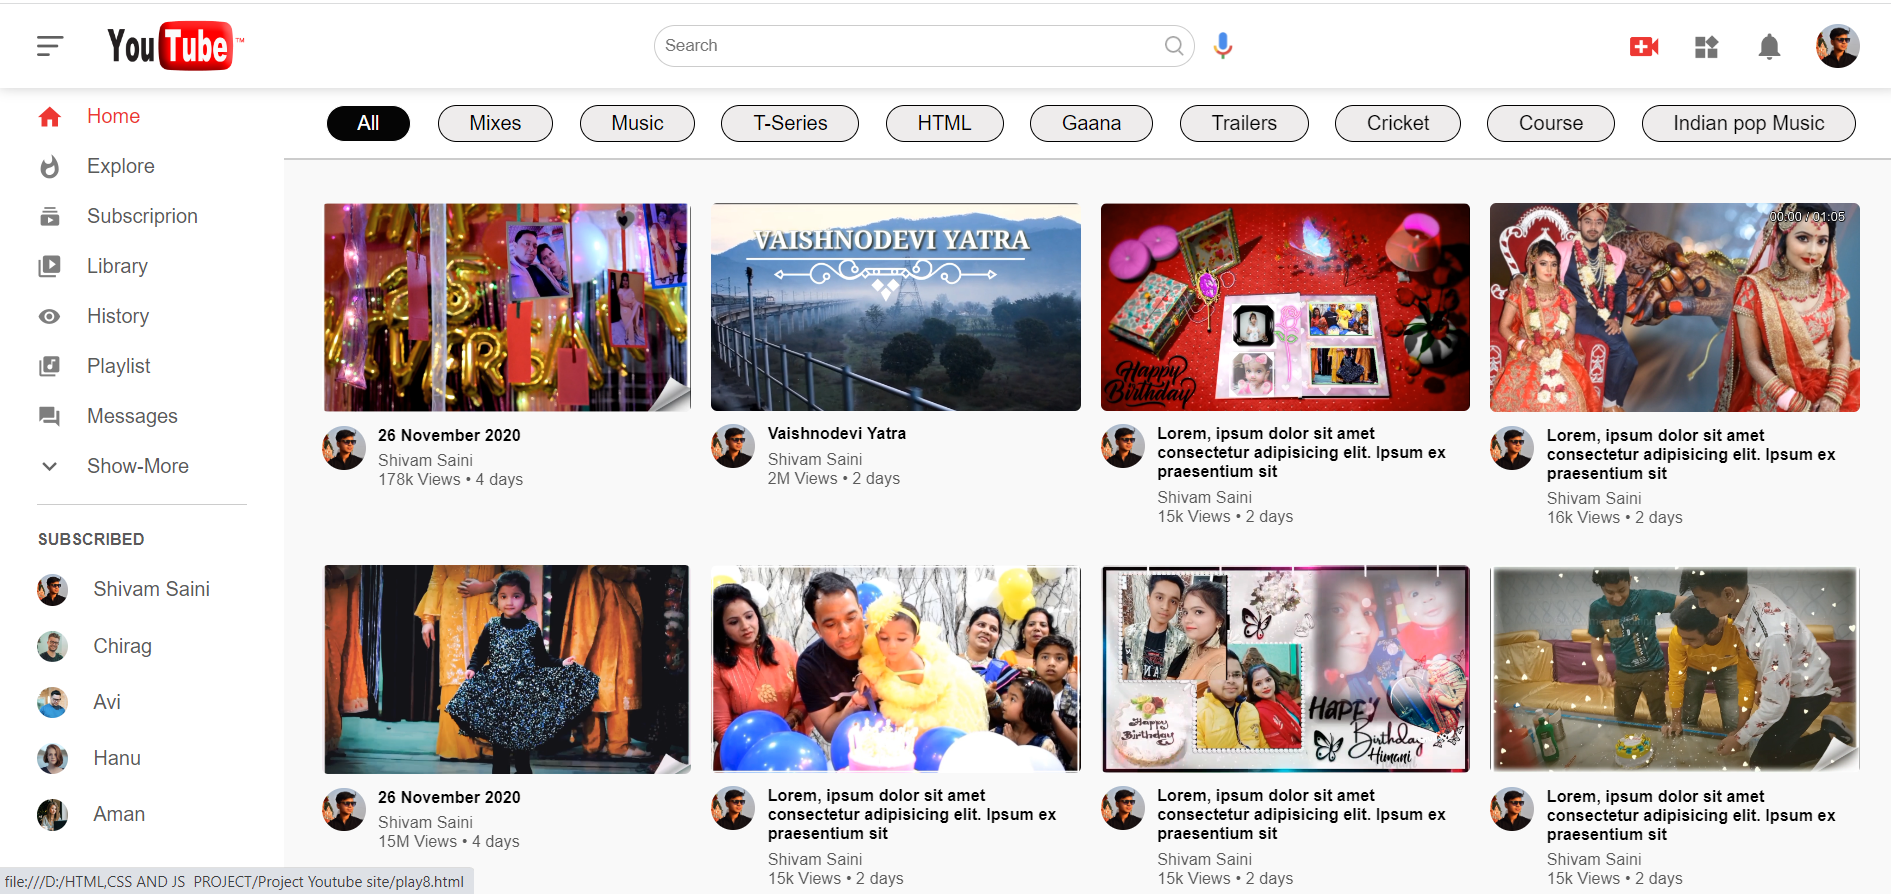 YouTube™
Search
Home
Explore
Subscriprion
Library
History
Playlist
Messages
Show-More
SUBSCRIBED
Shivam Saini
Chirag
Avi
Hanu
Aman
All
Mixes
Music
T-Series
HTML
Gaana
Trailers
Cricket
Course
Indian pop Music
VAISHNODEVI YATRA
Happy
Birthday
00:00 / 01:05
26 November 2020
Shivam Saini
178k Views • 4 days
Vaishnodevi Yatra
Shivam Saini
2M Views • 2 days
Lorem, ipsum dolor sit amet
consectetur adipisicing elit. Ipsum ex
praesentium sit
Shivam Saini
15k Views • 2 days
Lorem, ipsum dolor sit amet
consectetur adipisicing elit. Ipsum ex
praesentium sit
Shivam Saini
16k Views • 2 days
Happy
Birthday
HAPPY
Birthday
Himani
26 November 2020
Shivam Saini
15M Views • 4 days
Lorem, ipsum dolor sit amet
consectetur adipisicing elit. Ipsum ex
praesentium sit
Shivam Saini
15k Views • 2 days
Lorem, ipsum dolor sit amet
consectetur adipisicing elit. Ipsum ex
praesentium sit
Shivam Saini
15k Views • 2 days
Lorem, ipsum dolor sit amet
consectetur adipisicing elit. Ipsum ex
praesentium sit
Shivam Saini
15k Views • 2 days
file:///D:/HTML,CSS AND JS  PROJECT/Project Youtube site/play8.html